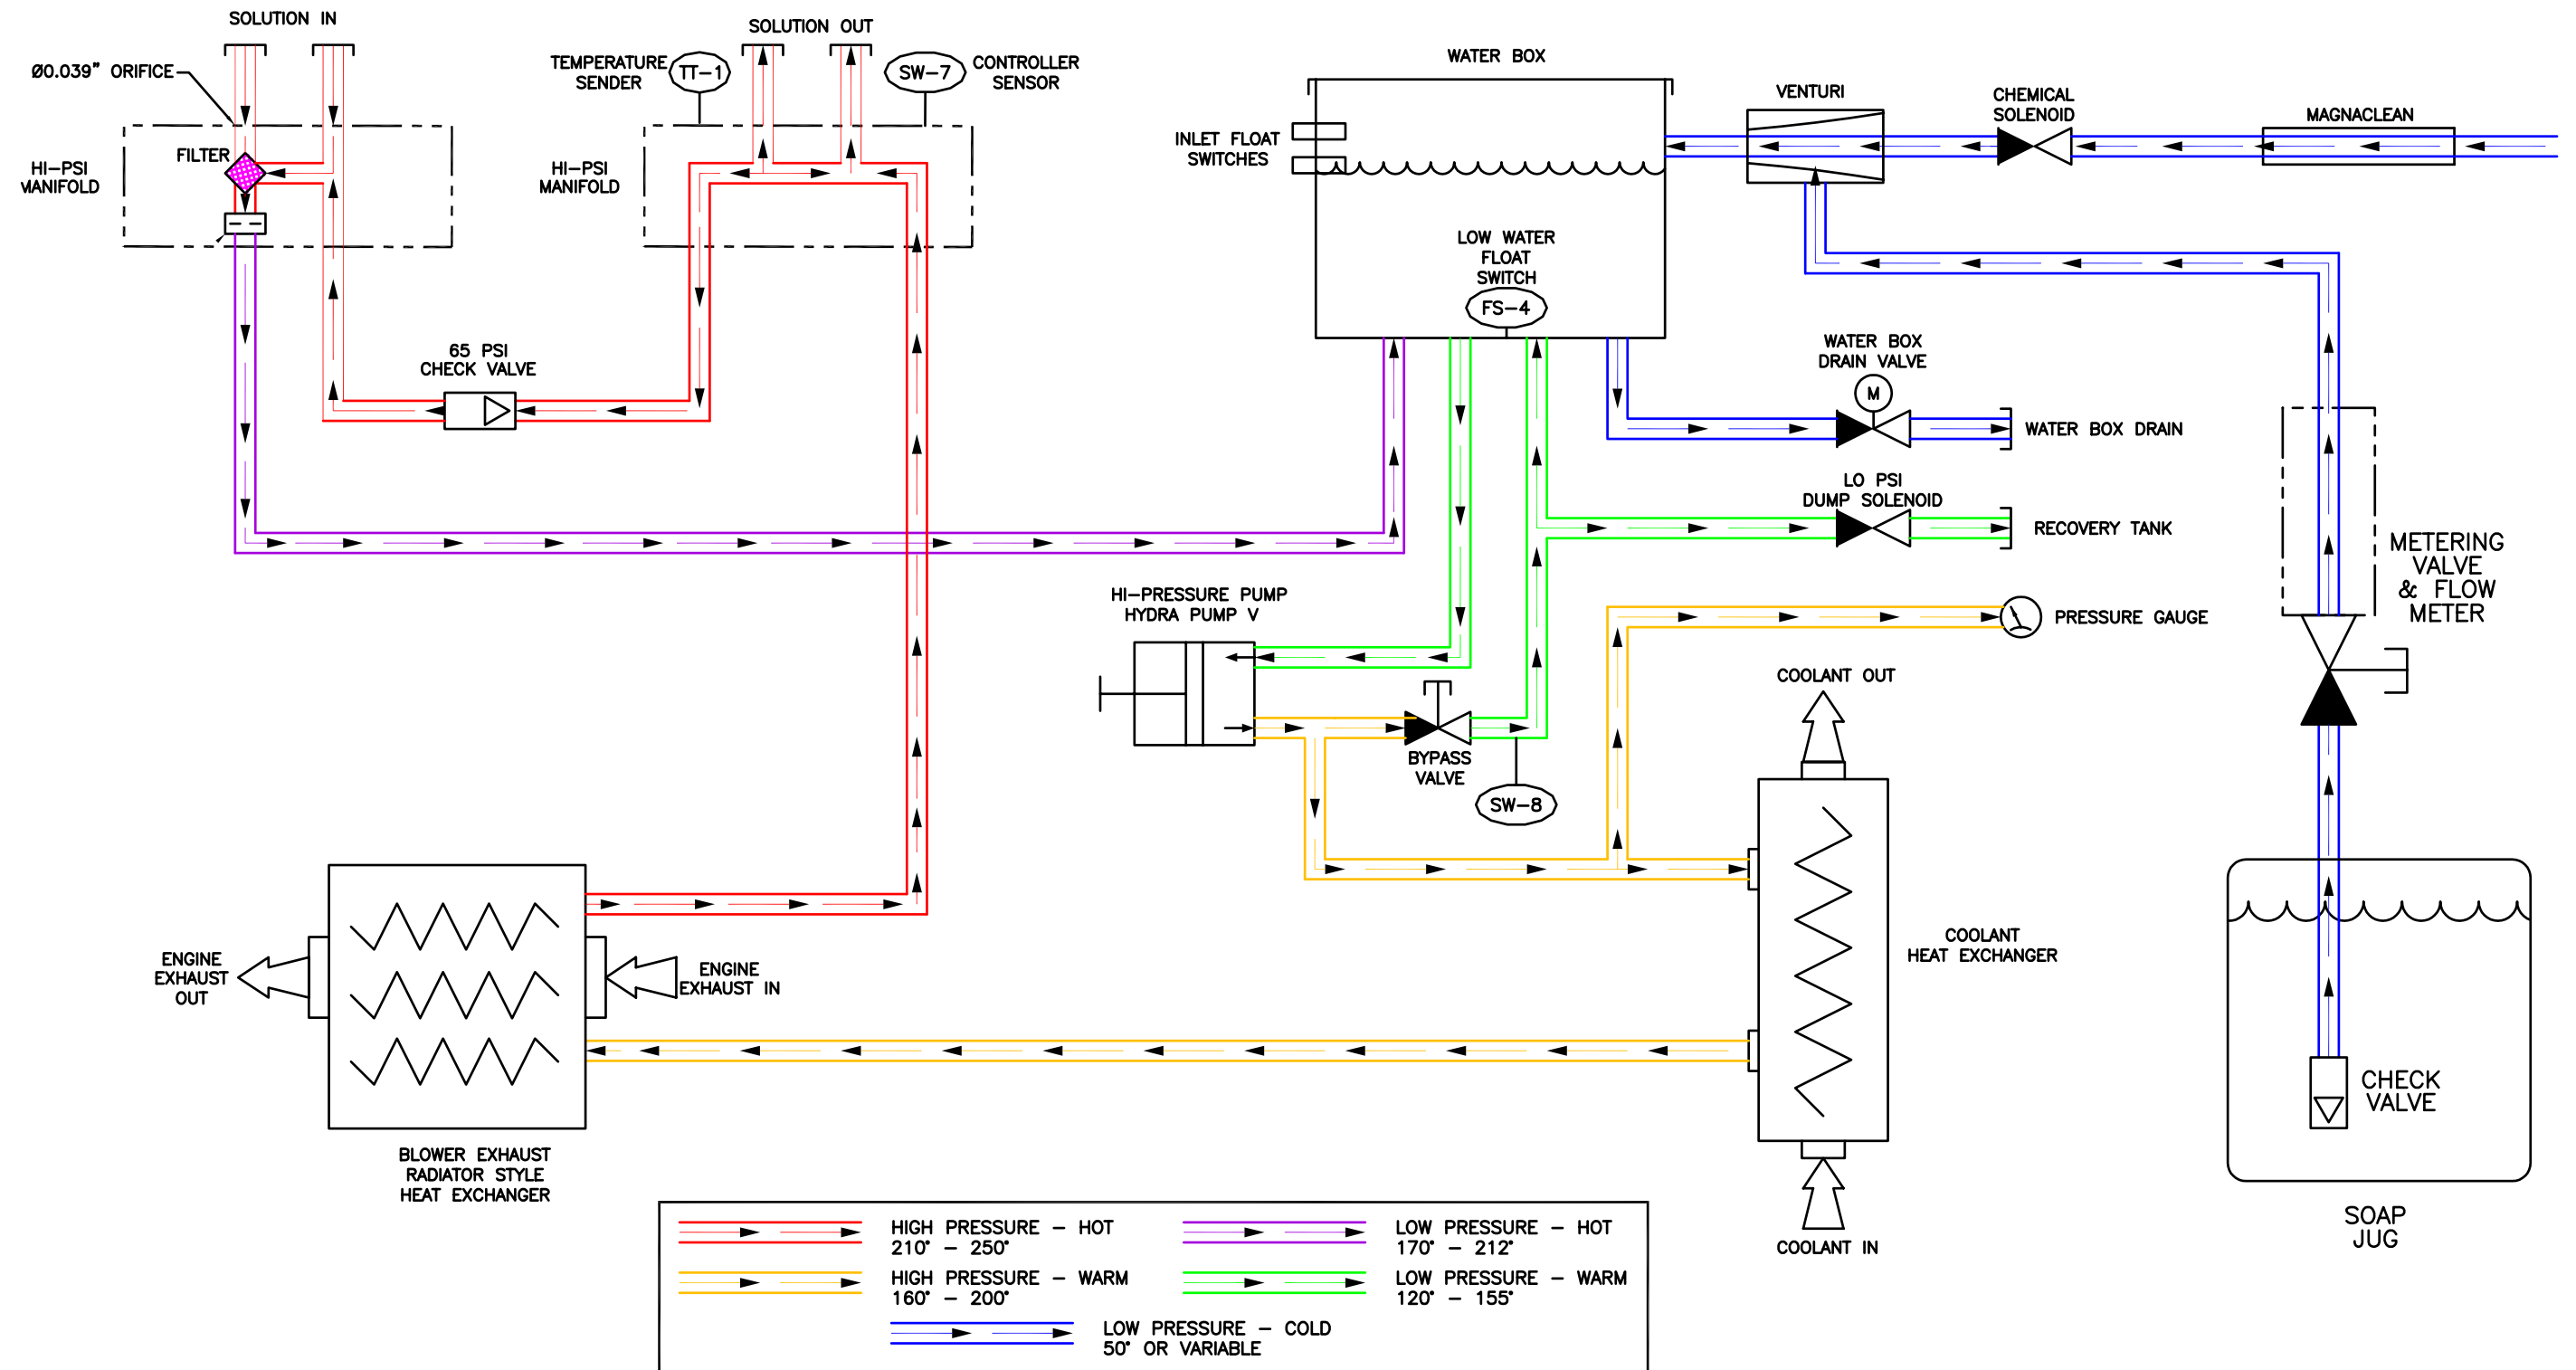 SOLUTION IN
Ø0.039" ORIFICE
FILTER
HI-PSI
MANIFOLD
SOLUTION OUT
TEMPERATURE
SENDER
TT-1
SW-7
CONTROLLER
SENSOR
HI-PSI
MANIFOLD
65 PSI
CHECK VALVE
WATER BOX
INLET FLOAT
SWITCHES
LOW WATER
FLOAT
SWITCH
FS-4
VENTURI
CHEMICAL
SOLENOID
MAGNACLEAN
WATER BOX
DRAIN VALVE
M
WATER BOX DRAIN
LO PSI
DUMP SOLENOID
RECOVERY TANK
HI-PRESSURE PUMP
HYDRA PUMP V
PRESSURE GAUGE
METERING
VALVE
& FLOW
METER
BYPASS
VALVE
SW-8
COOLANT OUT
COOLANT
HEAT EXCHANGER
COOLANT IN
ENGINE
EXHAUST
OUT
ENGINE
EXHAUST IN
BLOWER EXHAUST
RADIATOR STYLE
HEAT EXCHANGER
CHECK
VALVE
SOAP
JUG
HIGH PRESSURE - HOT
210° - 250°
LOW PRESSURE - HOT
170° - 212°
HIGH PRESSURE - WARM
160° - 200°
LOW PRESSURE - WARM
120° - 155°
LOW PRESSURE - COLD
50° OR VARIABLE